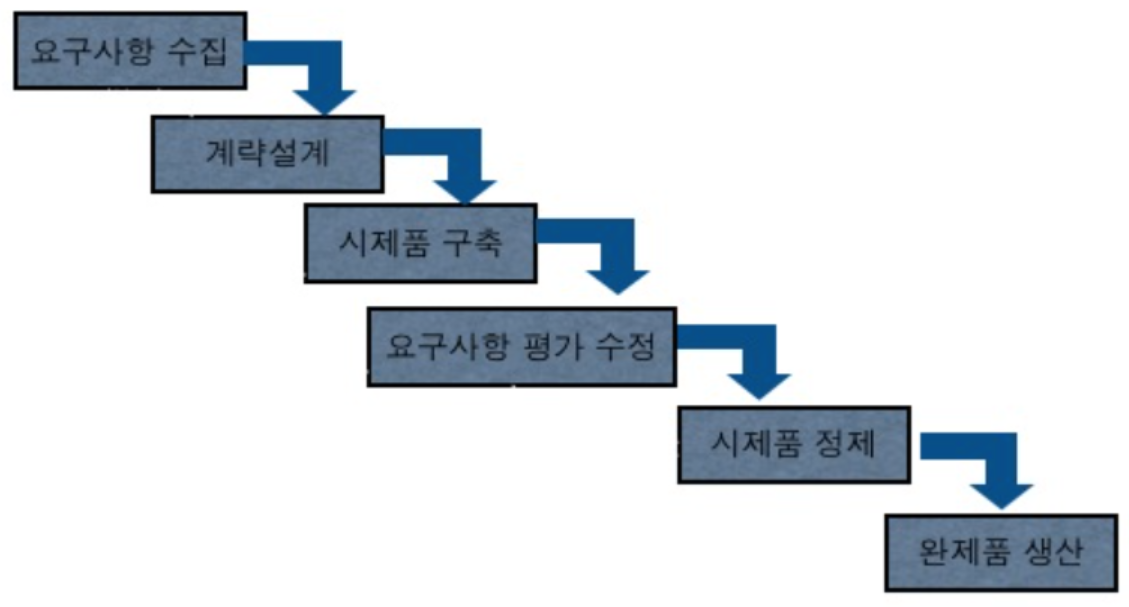 요구사항 수집
계략설계
시제품 구축
요구사항 평가 수정
시제품 정제
완제품 생산